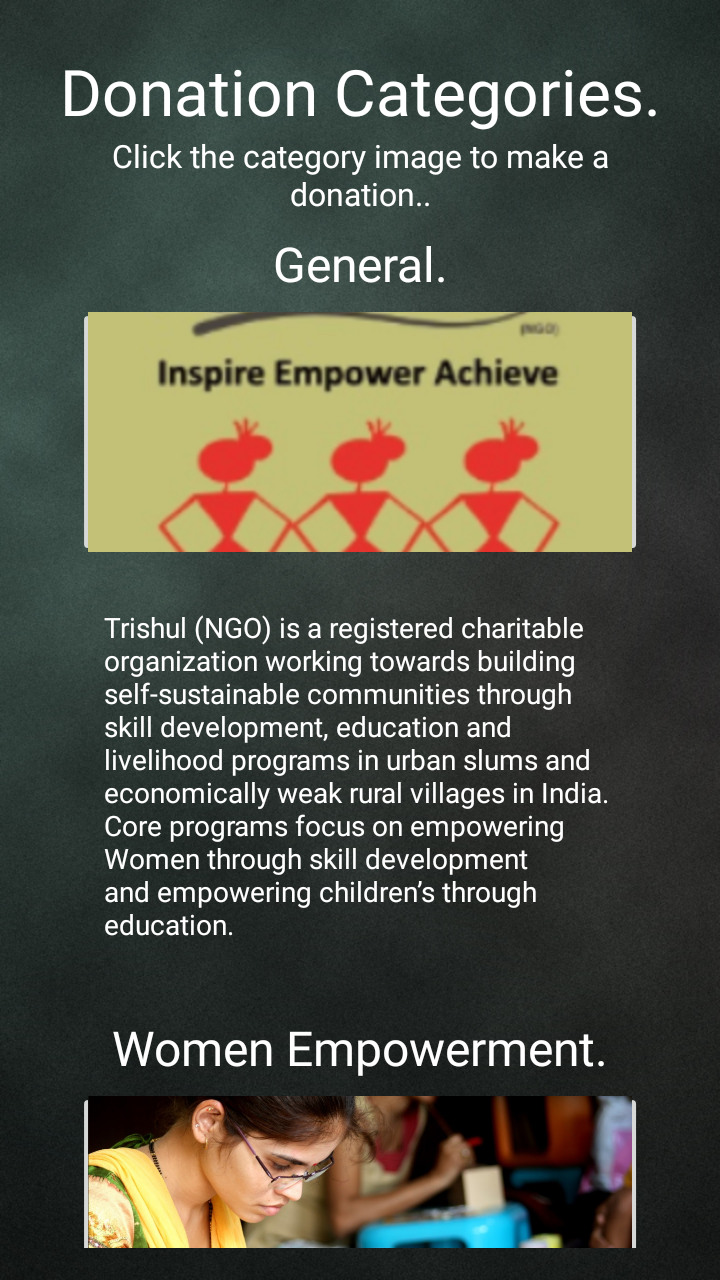 Donation Categories.
Click the category image to make a
donation..
General.
(NGO)
Inspire Empower Achieve
Trishul (NGO) is a registered charitable
organization working towards building
self-sustainable communities through
skill development, education and
livelihood programs in urban slums and
economically weak rural villages in India.
Core programs focus on empowering
Women through skill development
and empowering children’s through
education.
Women Empowerment.